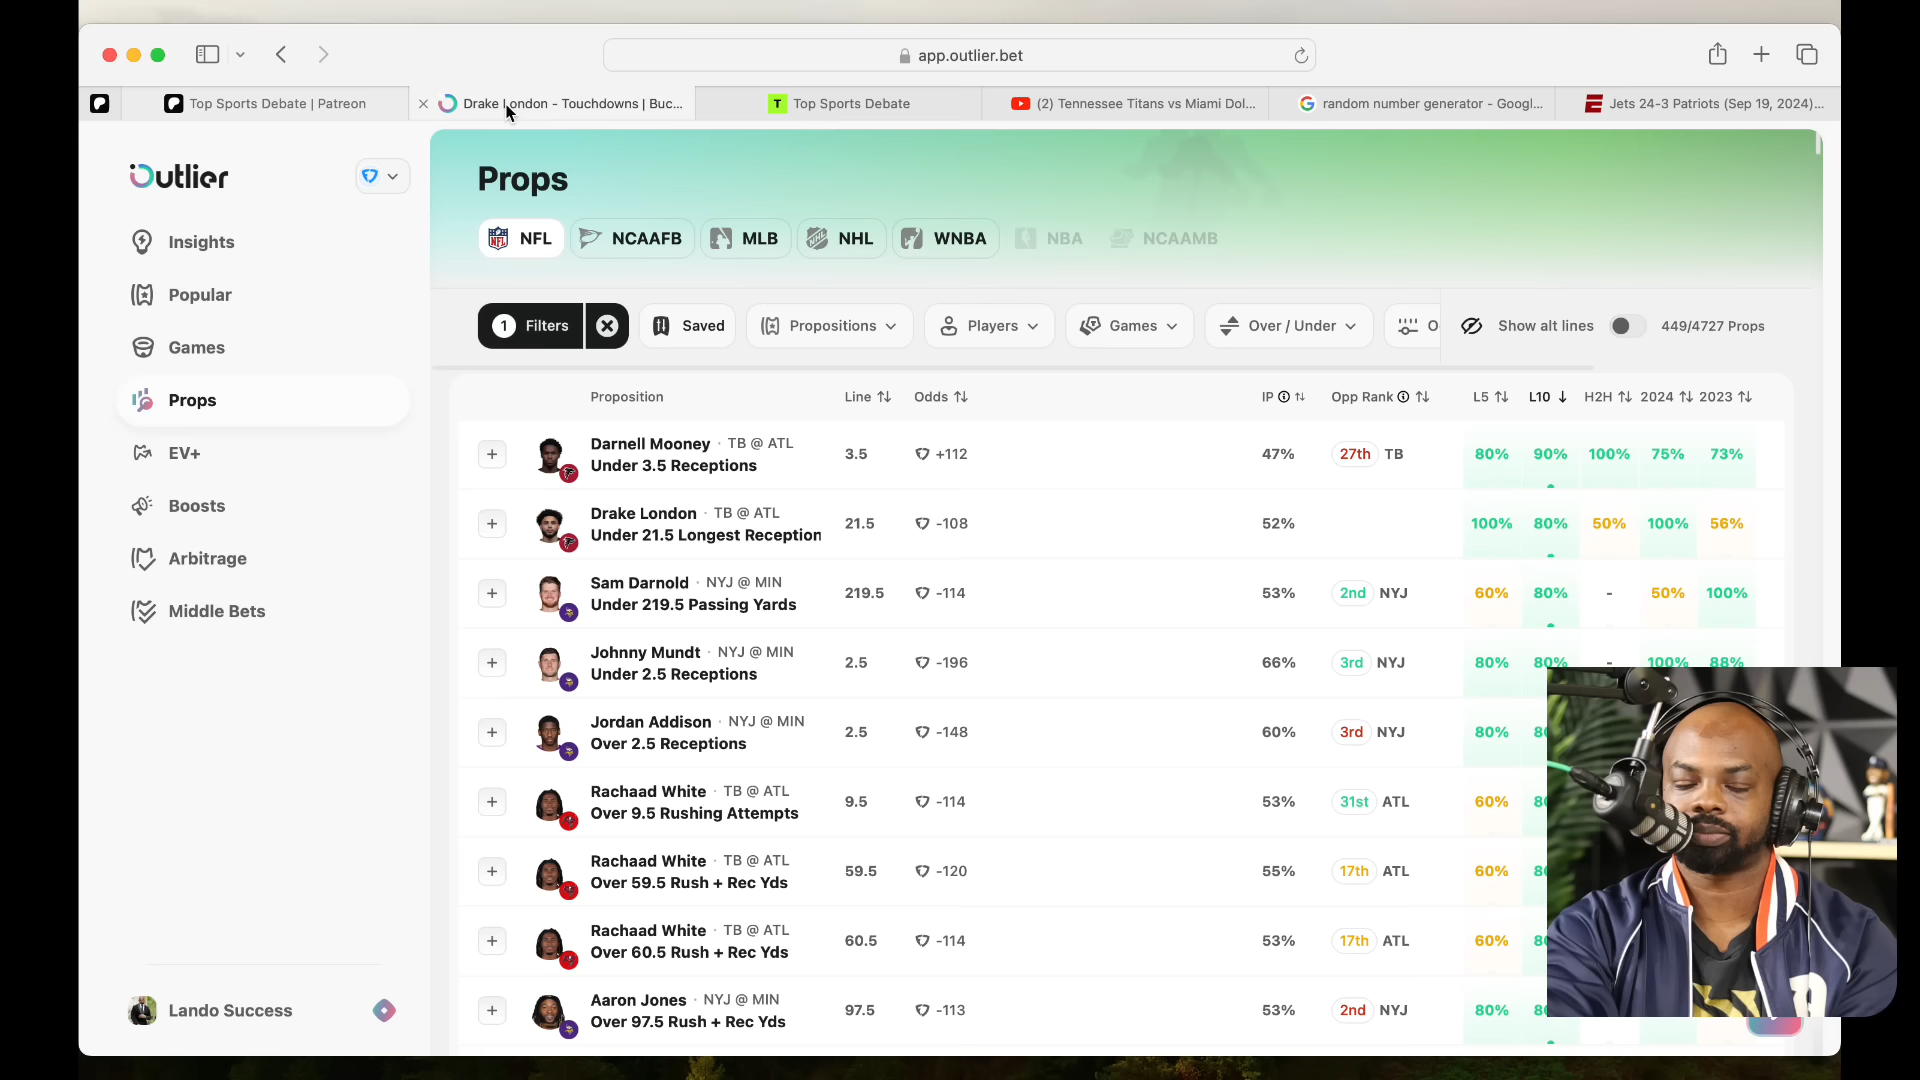 app.outlier.bet
Top Sports Debate | Patreon
Drake London - Touchdowns | Buc...
T Top Sports Debate
(2) Tennessee Titans vs Miami Dol...
random number generator - Googl...
Jets 24-3 Patriots (Sep 19, 2024)...
Outlier
Insights
Popular
Games
Props
EV+
Boosts
Arbitrage
Middle Bets
Lando Success
Props
NFL
NCAAFB
MLB
NHL
WNBA
NBA
NCAAMB
1 Filters
Saved
Propositions
Players
Games
Over / Under
O
Show alt lines
449/4727 Props
Proposition Line Odds IP Opp Rank L5 L10 H2H 2024 2023
Darnell Mooney · TB @ ATL
Under 3.5 Receptions 3.5 +112 47% 27th TB 80% 90% 100% 75% 73%
Drake London · TB @ ATL
Under 21.5 Longest Reception 21.5 -108 52% 100% 80% 50% 100% 56%
Sam Darnold · NYJ @ MIN
Under 219.5 Passing Yards 219.5 -114 53% 2nd NYJ 60% 80% - 50% 100%
Johnny Mundt · NYJ @ MIN
Under 2.5 Receptions 2.5 -196 66% 3rd NYJ 80% 80% - 100% 88%
Jordan Addison · NYJ @ MIN
Over 2.5 Receptions 2.5 -148 60% 3rd NYJ 80%
Rachaad White · TB @ ATL
Over 9.5 Rushing Attempts 9.5 -114 53% 31st ATL 60%
Rachaad White · TB @ ATL
Over 59.5 Rush + Rec Yds 59.5 -120 55% 17th ATL 60%
Rachaad White · TB @ ATL
Over 60.5 Rush + Rec Yds 60.5 -114 53% 17th ATL 60%
Aaron Jones · NYJ @ MIN
Over 97.5 Rush + Rec Yds 97.5 -113 53% 2nd NYJ 80%